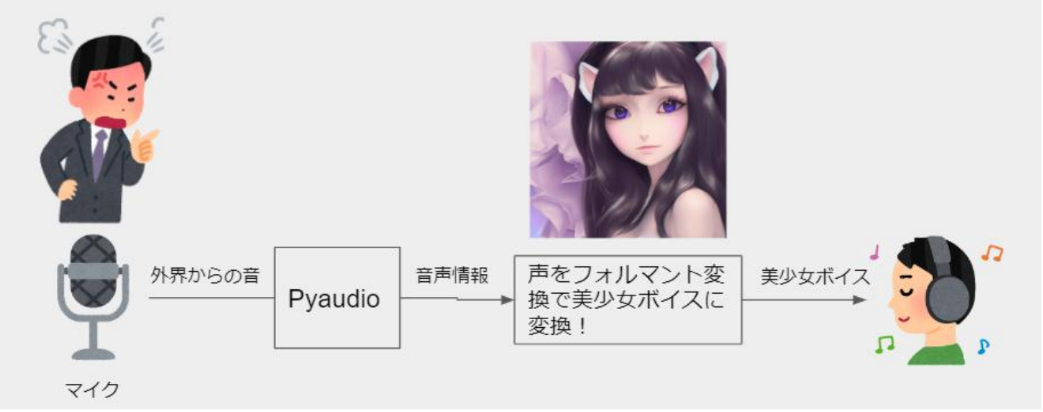 外界からの音
Pyaudio
音声情報
声をフォルマント変
換で美少女ボイスに
変換！
美少女ボイス
マイク